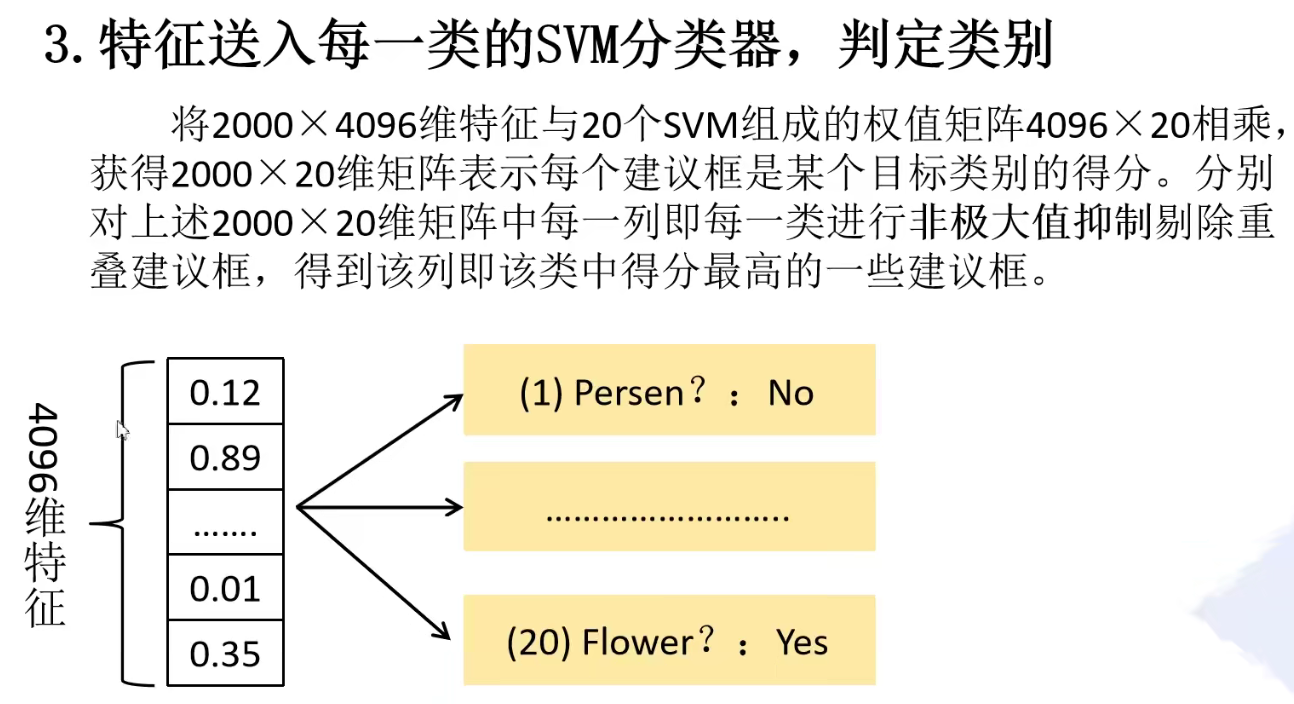 3. 特征送入每一类的SVM分类器，判定类别
将2000×4096维特征与20个SVM组成的权值矩阵4096×20相乘，
获得2000×20维矩阵表示每个建议框是某个目标类别的得分。分别
对上述2000×20维矩阵中每一列即每一类进行非极大值抑制剔除重
叠建议框，得到该列即该类中得分最高的一些建议框。
4096维特征
0.12
0.89
.......
0.01
0.35
(1) Persen？： No
..........................
(20) Flower？： Yes